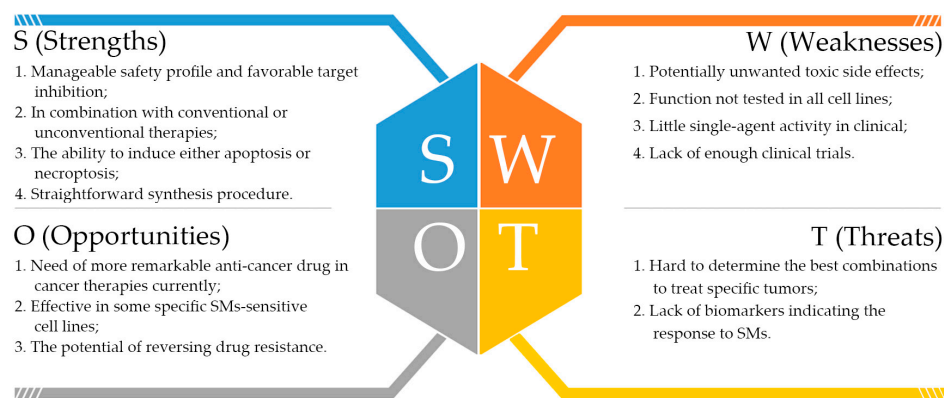 S (Strengths)
1. Manageable safety profile and favorable target
inhibition;
2. In combination with conventional or
unconventional therapies;
3. The ability to induce either apoptosis or
necroptosis;
4. Straightforward synthesis procedure.
W (Weaknesses)
1. Potentially unwanted toxic side effects;
2. Function not tested in all cell lines;
3. Little single-agent activity in clinical;
4. Lack of enough clinical trials.
S
W
O
T
O (Opportunities)
1. Need of more remarkable anti-cancer drug in
cancer therapies currently;
2. Effective in some specific SMs-sensitive
cell lines;
3. The potential of reversing drug resistance.
T (Threats)
1. Hard to determine the best combinations
to treat specific tumors;
2. Lack of biomarkers indicating the
response to SMs.